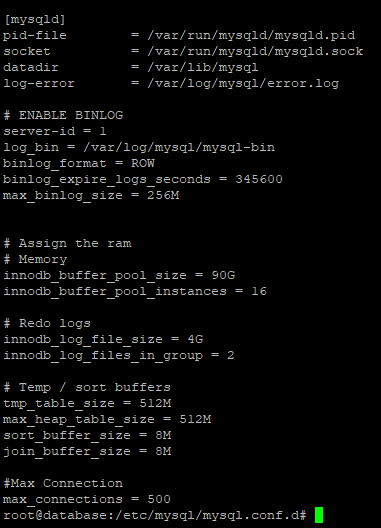 [mysqld]
pid-file        = /var/run/mysqld/mysqld.pid
socket          = /var/run/mysqld/mysqld.sock
datadir         = /var/lib/mysql
log-error       = /var/log/mysql/error.log
# ENABLE BINLOG
server-id = 1
log_bin = /var/log/mysql/mysql-bin
binlog_format = ROW
binlog_expire_logs_seconds = 345600
max_binlog_size = 256M
# Assign the ram
# Memory
innodb_buffer_pool_size = 90G
innodb_buffer_pool_instances = 16
# Redo logs
innodb_log_file_size = 4G
innodb_log_files_in_group = 2
# Temp / sort buffers
tmp_table_size = 512M
max_heap_table_size = 512M
sort_buffer_size = 8M
join_buffer_size = 8M
#Max Connection
max_connections = 500
root@database:/etc/mysql/mysql.conf.d#